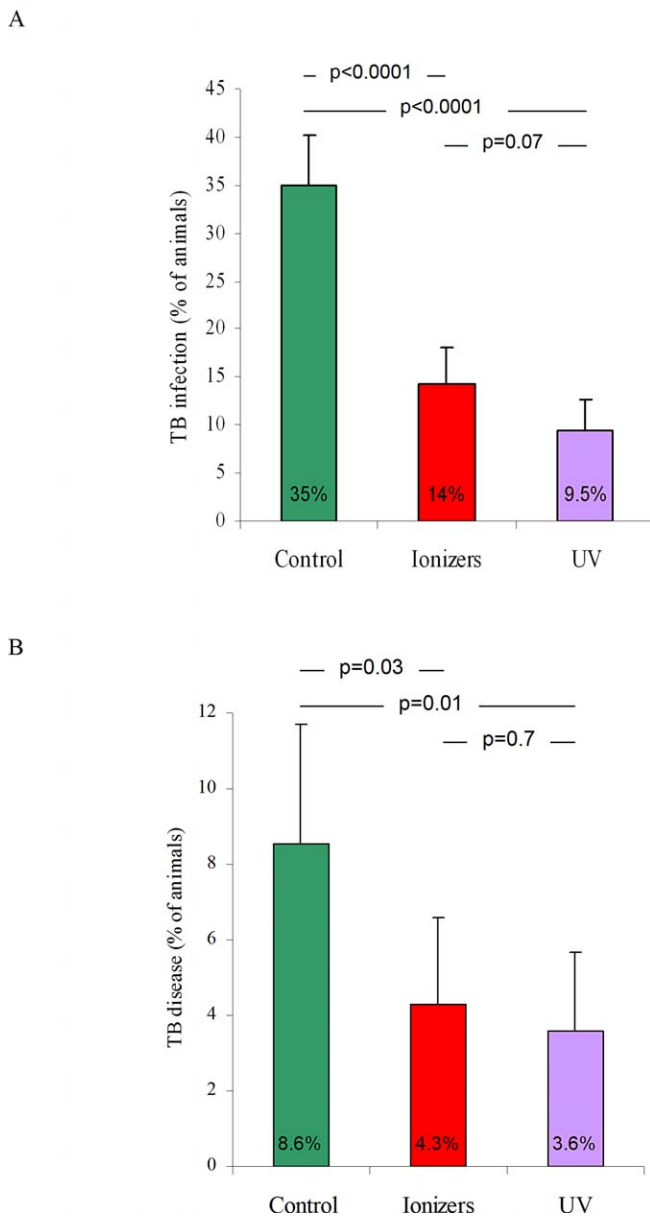 A
p<0.0001
p<0.0001
p=0.07
45
40
35
30
25
20
15
10
5
0
TB infection (% of animals)
35%
14%
9.5%
Control Ionizers UV
B
p=0.03
p=0.01
p=0.7
12
10
8
6
4
2
0
TB disease (% of animals)
8.6%
4.3%
3.6%
Control Ionizers UV